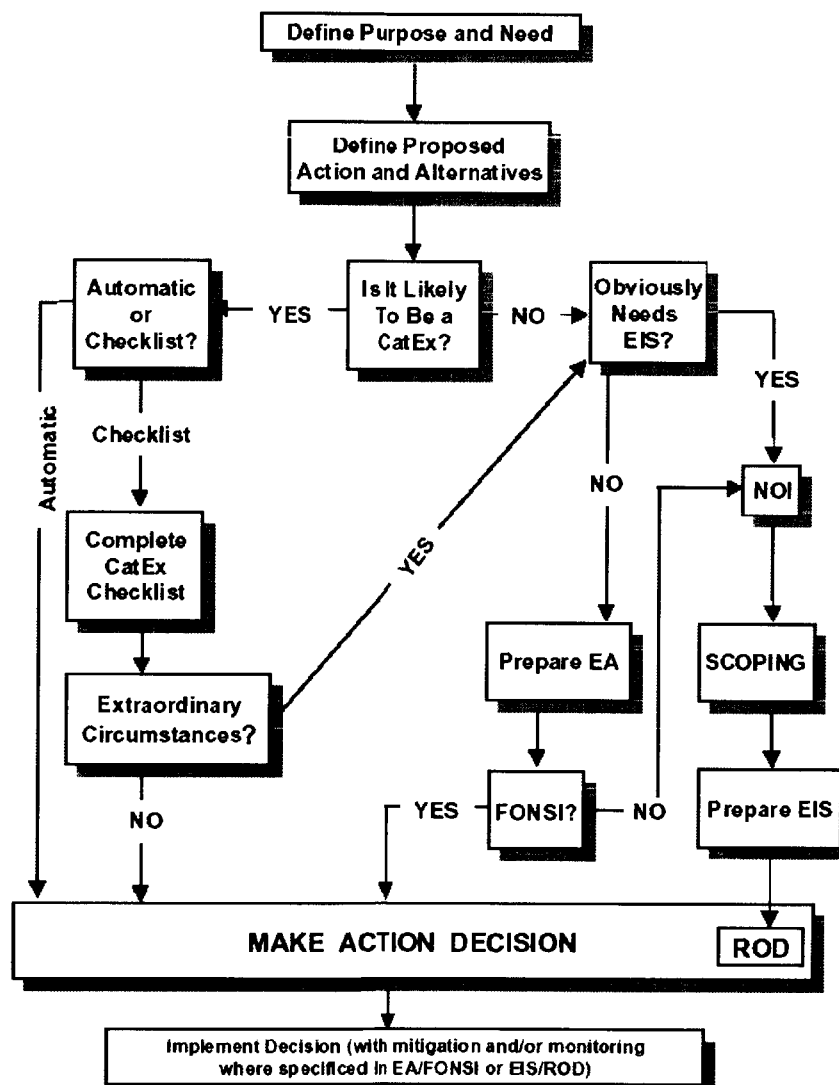 Define Purpose and Need
Define Proposed
Action and Alternatives
Automatic
or
Checklist?
YES
Is It Likely
To Be a
CatEx?
NO
Obviously
Needs
EIS?
YES
Automatic
Checklist
NO
NOI
Complete
CatEx
Checklist
YES
Prepare EA
SCOPING
Extraordinary
Circumstances?
NO
YES
FONSI?
NO
Prepare EIS
MAKE ACTION DECISION
ROD
Implement Decision (with mitigation and/or monitoring
where specificed in EA/FONSI or EIS/ROD)